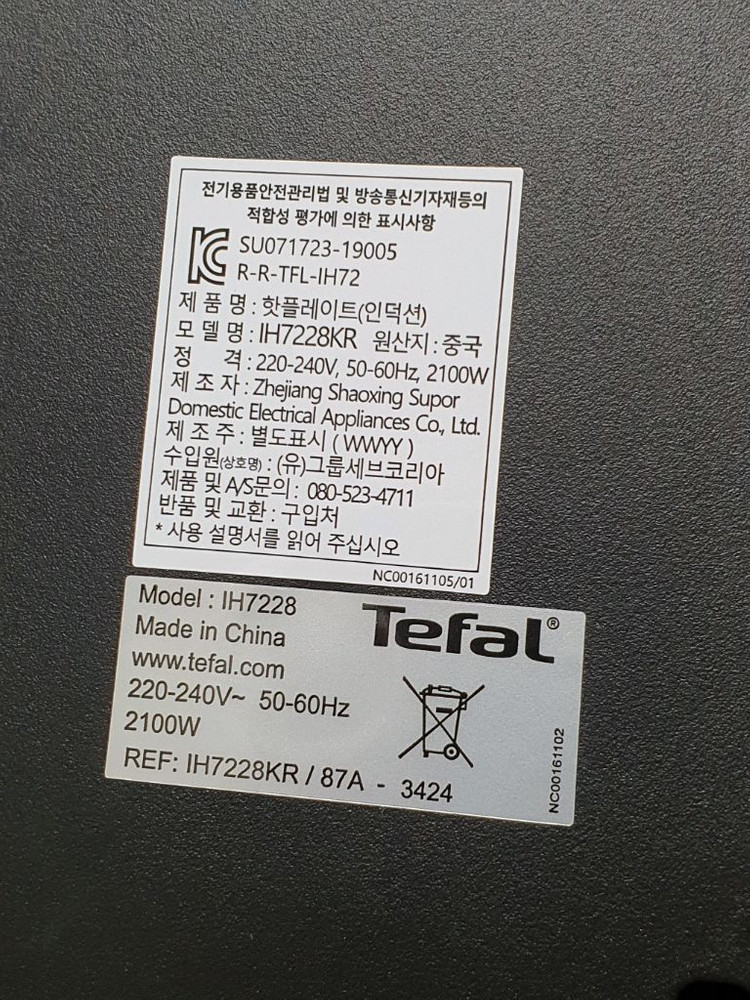 전기용품안전관리법 및 방송통신기자재등의
적합성 평가에 의한 표시사항
SU071723-19005
R-R-TFL-IH72
제 품 명 : 핫플레이트(인덕션)
모 델 명 : IH7228KR 원산지 : 중국
정 격 : 220-240V, 50-60Hz, 2100W
제 조 자 : Zhejiang Shaoxing Supor
Domestic Electrical Appliances Co., Ltd.
제 조 주 : 별도표시 ( WWYY )
수입원(상호명) : (유)그룹세브코리아
제품 및 A/S문의 : 080-523-4711
반품 및 교환 : 구입처
* 사용 설명서를 읽어 주십시오
NC00161105/01
Model : IH7228
Tefal®
Made in China
www.tefal.com
220-240V~ 50-60Hz
2100W
REF: IH7228KR / 87A - 3424
NC00161102